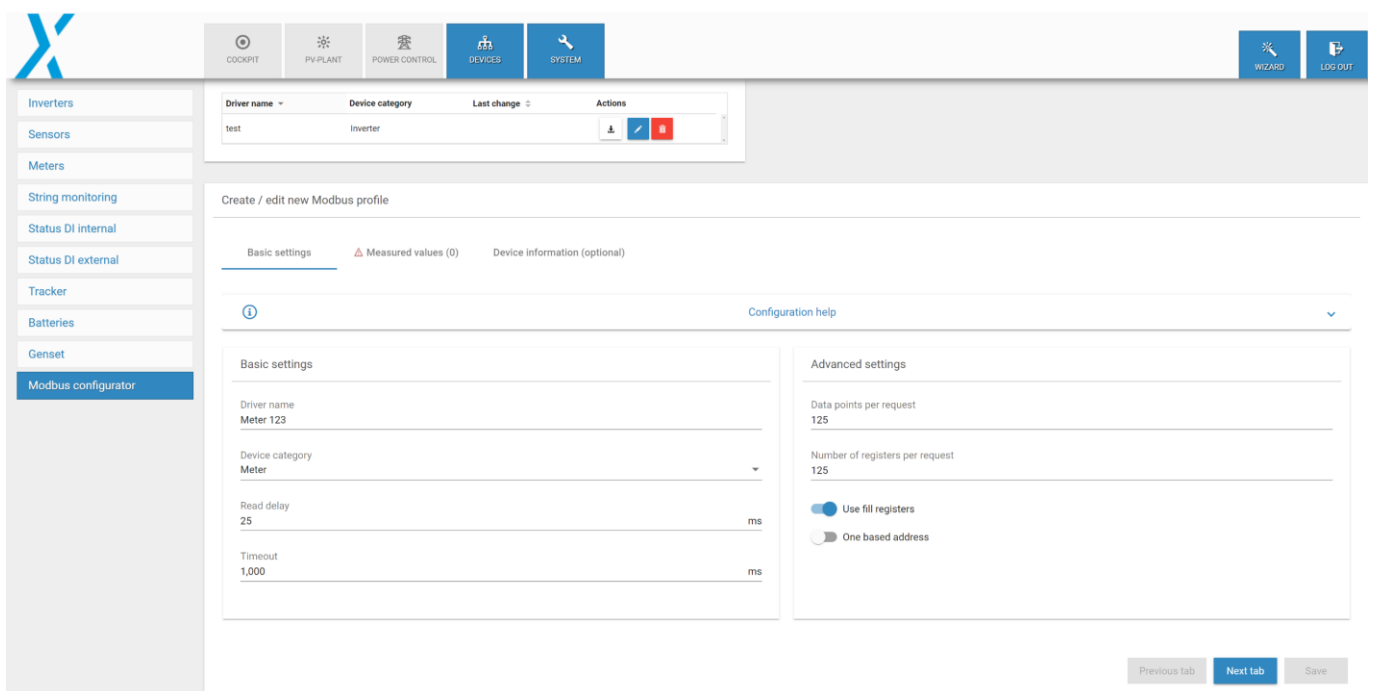 COCKPIT PV-PLANT POWER CONTROL DEVICES SYSTEM WIZARD LOG OUT
Inverters
Sensors
Meters
String monitoring
Status DI internal
Status DI external
Tracker
Batteries
Genset
Modbus configurator
Driver name Device category Last change Actions
test Inverter
Create / edit new Modbus profile
Basic settings Measured values (0) Device information (optional)
Configuration help
Basic settings
Driver name
Meter 123
Device category
Meter
Read delay
25 ms
Timeout
1,000 ms
Advanced settings
Data points per request
125
Number of registers per request
125
Use fill registers
One based address
Previous tab Next tab Save